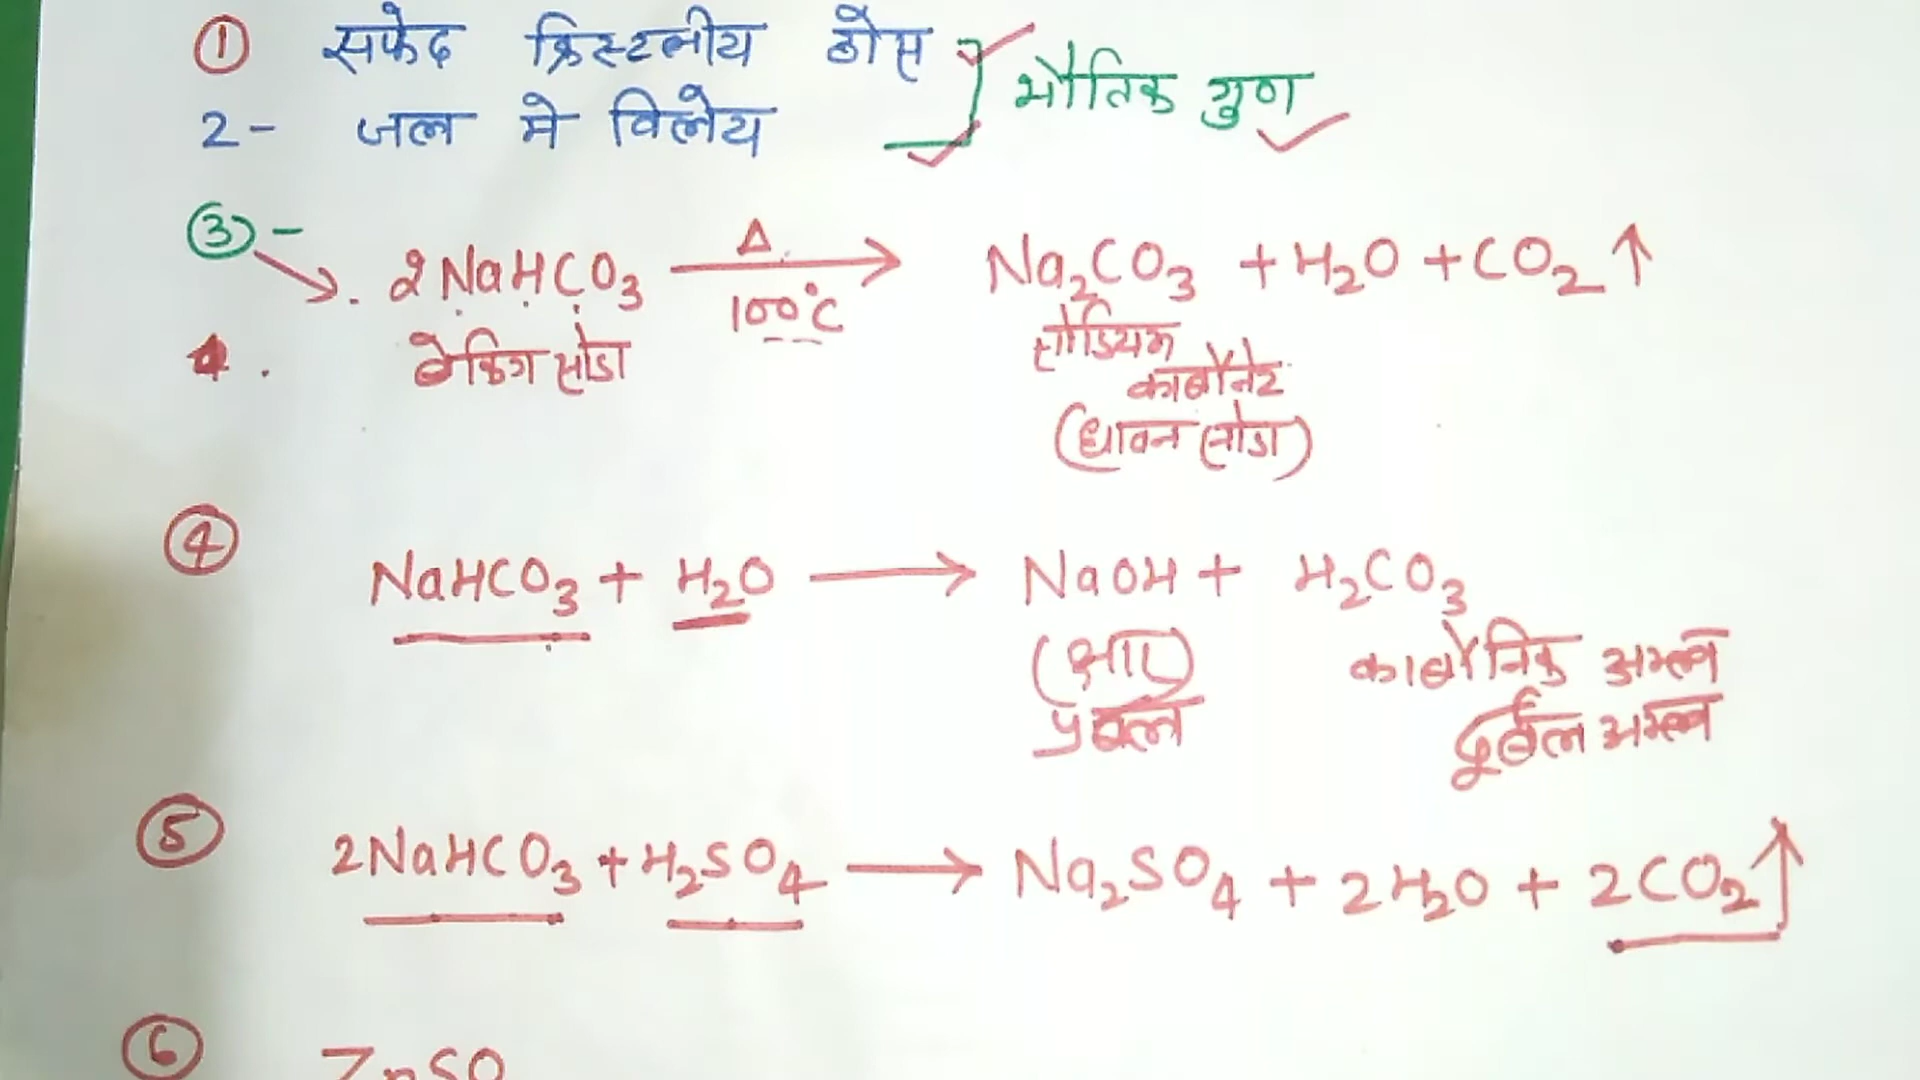 ① सफेद क्रिस्टलीय ठोस
2- जल मे विलेय
भौतिक गुण
③ - 2NaHCO₃ →(Δ, 100°C) Na₂CO₃ + H₂O + CO₂ ↑
4. बेकिंग सोडा
सोडियम
कार्बोनेट
(धावन सोडा)
④ NaHCO₃ + H₂O → NaOH + H₂CO₃
(क्षार) कार्बोनिक अम्ल
प्रबल दुर्बल अम्ल
⑤ 2NaHCO₃ + H₂SO₄ → Na₂SO₄ + 2H₂O + 2CO₂ ↑
⑥ ZnSO